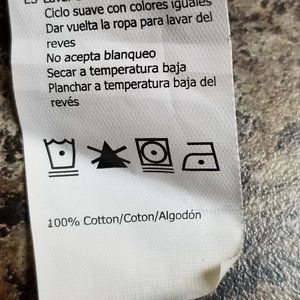 Ciclo suave con colores iguales
Dar vuelta la ropa para lavar del
reves
No acepta blanqueo
Secar a temperatura baja
Planchar a temperatura baja del
revés
100% Cotton/Coton/Algodón